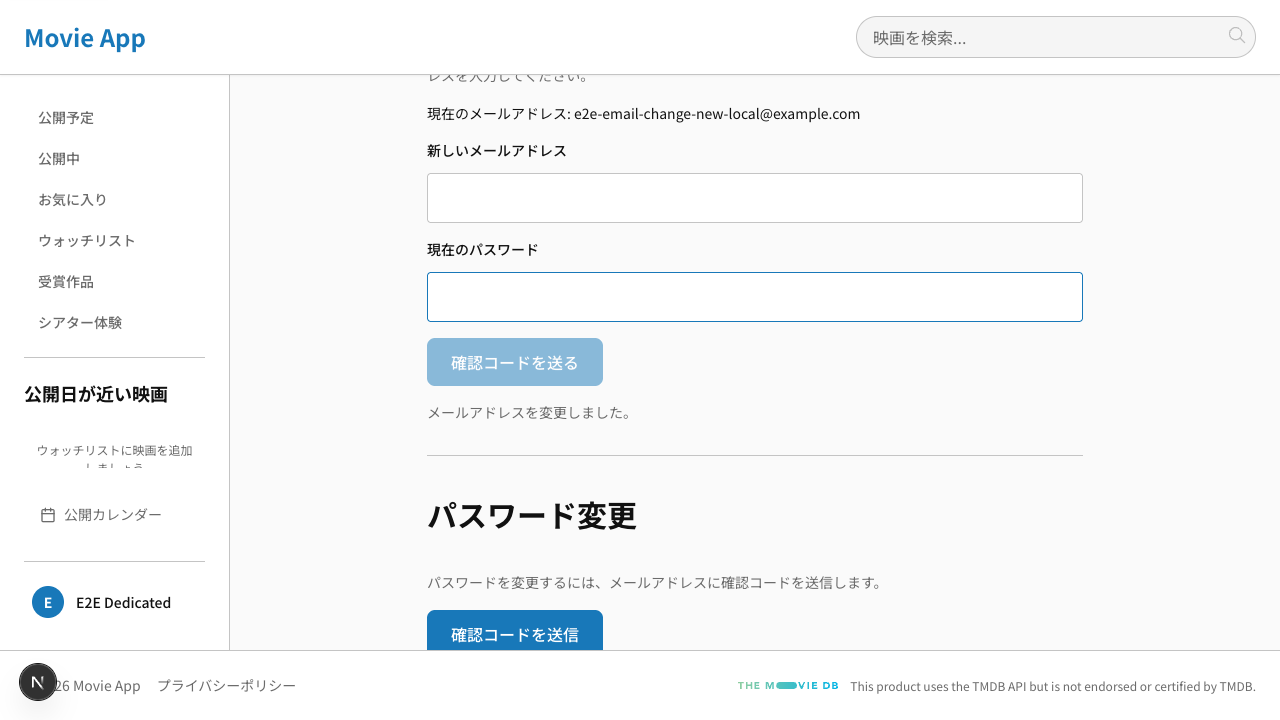 Movie App
映画を検索...
公開予定
公開中
お気に入り
ウォッチリスト
受賞作品
シアター体験
公開日が近い映画
ウォッチリストに映画を追加
しましょう
公開カレンダー
E
E2E Dedicated
レスを入力してください。
現在のメールアドレス: e2e-email-change-new-local@example.com
新しいメールアドレス
現在のパスワード
確認コードを送る
メールアドレスを変更しました。
パスワード変更
パスワードを変更するには、メールアドレスに確認コードを送信します。
確認コードを送信
N
26 Movie App
プライバシーポリシー
THE MOVIE DB
This product uses the TMDB API but is not endorsed or certified by TMDB.